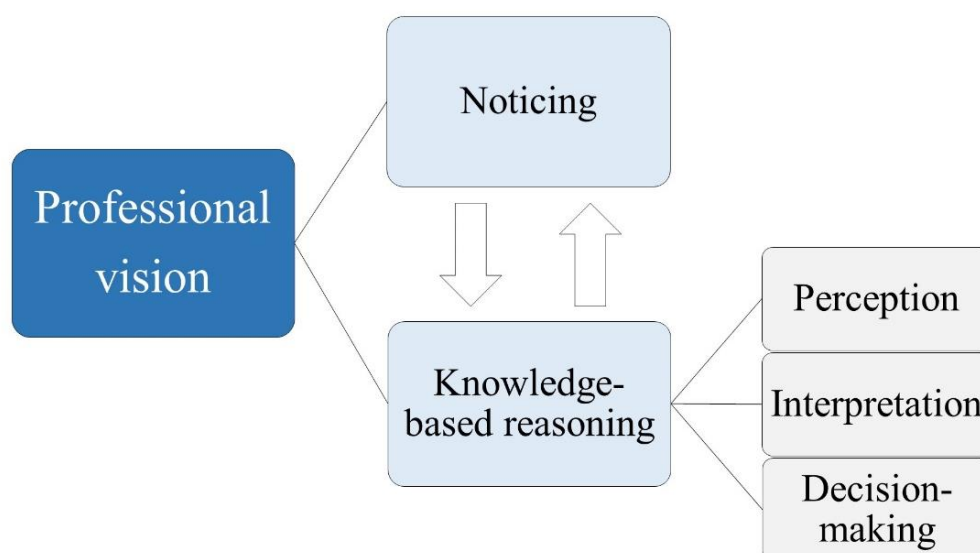 Professional
vision
Noticing
Knowledge-
based reasoning
Perception
Interpretation
Decision-
making